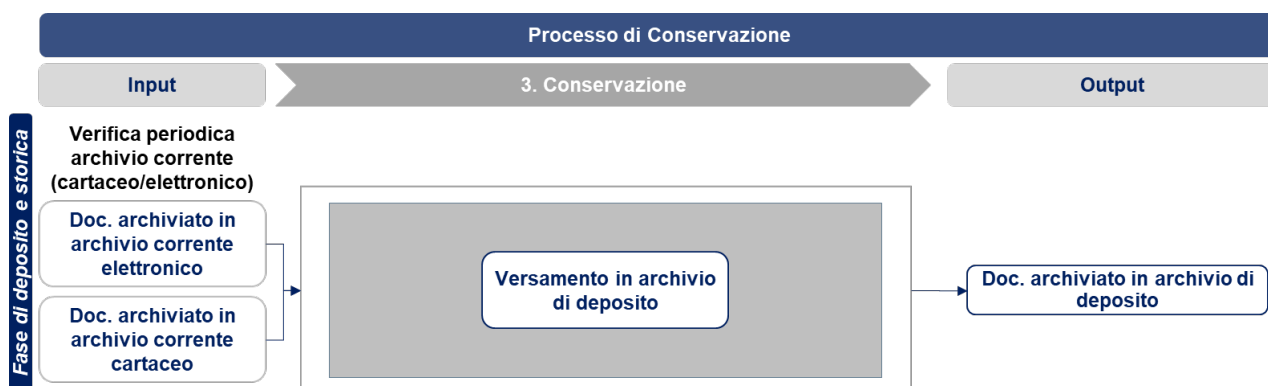 Processo di Conservazione
Input
3. Conservazione
Output
Fase di deposito e storica
Verifica periodica
archivio corrente
(cartaceo/elettronico)
Doc. archiviato in
archivio corrente
elettronico
Doc. archiviato in
archivio corrente
cartaceo
Versamento in archivio
di deposito
Doc. archiviato in archivio di
deposito